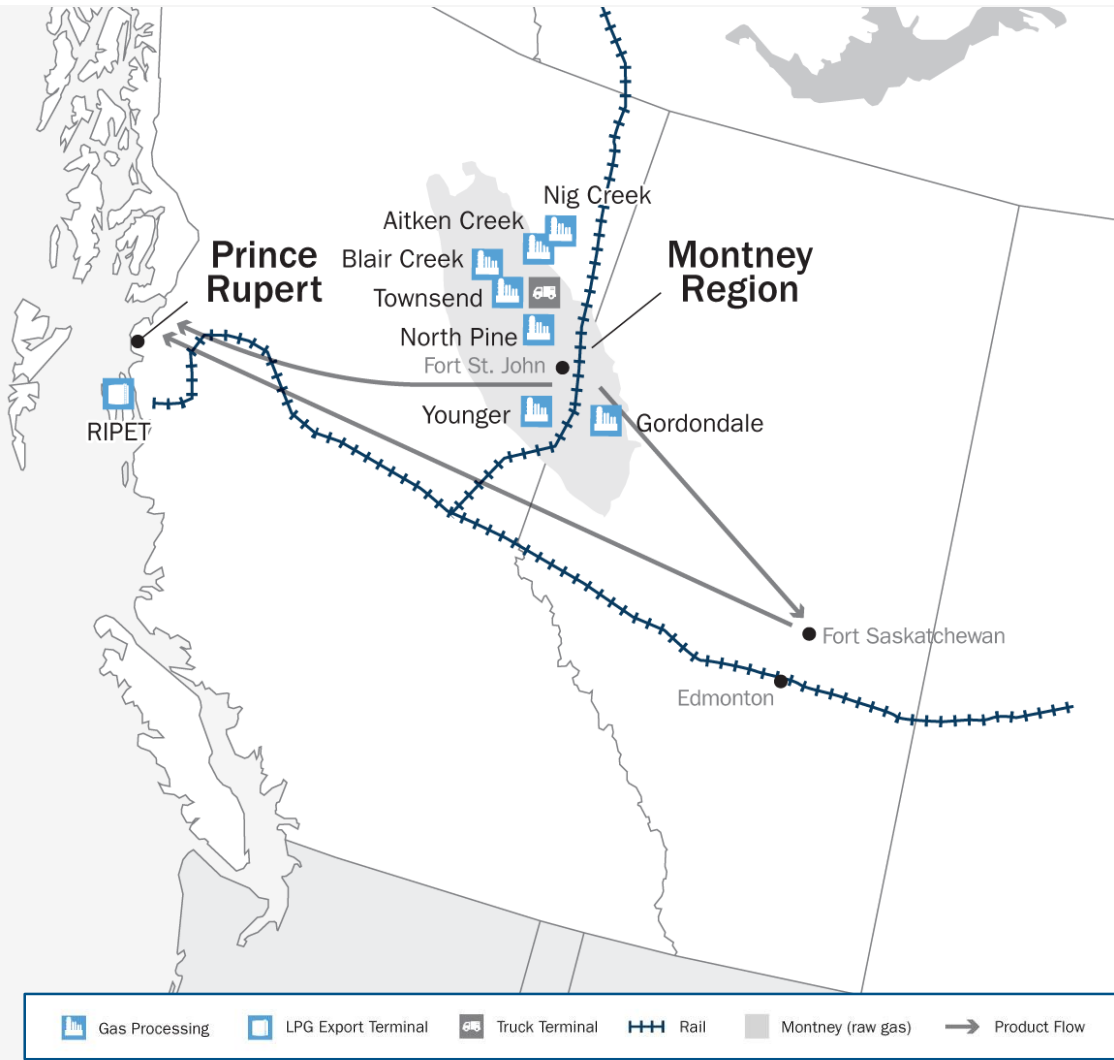 Nig Creek
Aitken Creek
Blair Creek
Townsend
North Pine
Fort St. John
Younger
Gordondale
Prince
Rupert
Montney
Region
RIPET
Fort Saskatchewan
Edmonton
Gas Processing
LPG Export Terminal
Truck Terminal
Rail
Montney (raw gas)
Product Flow